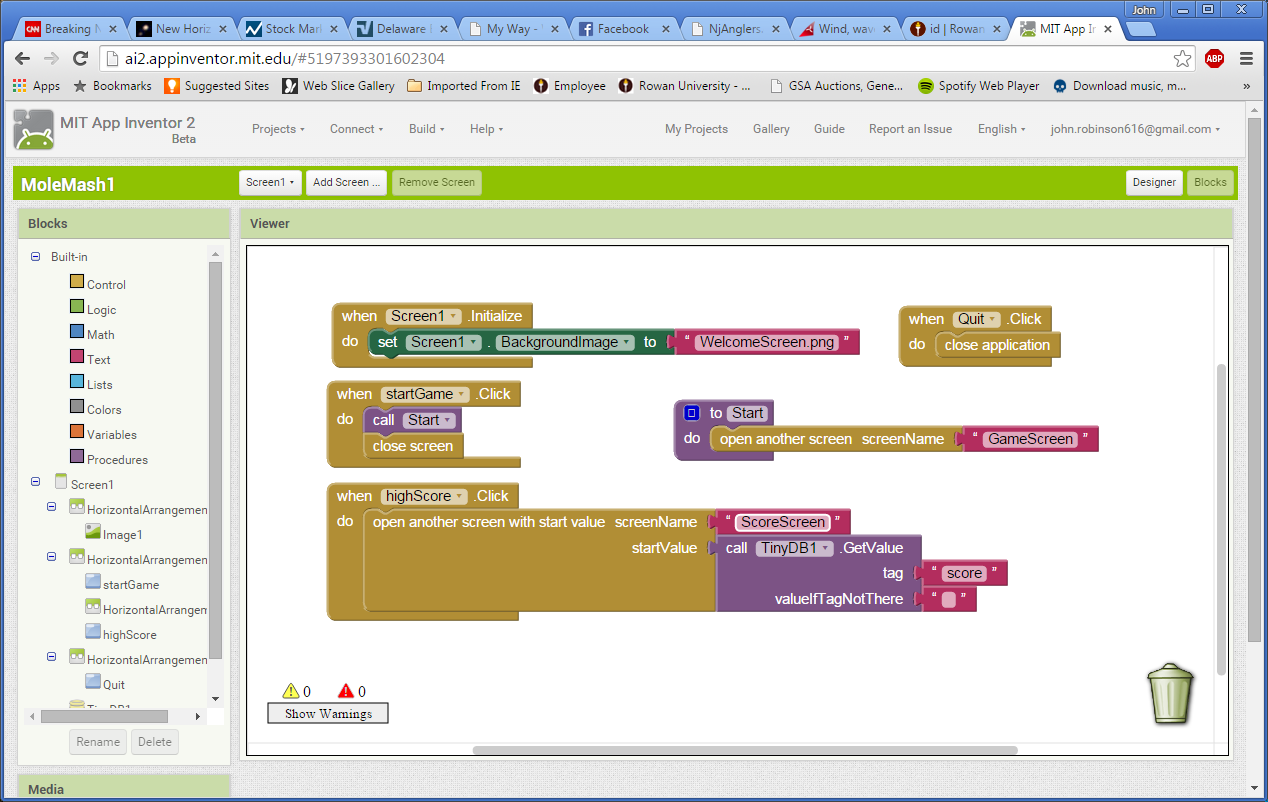 John
Breaking N
New Horiz
Stock Mark
Delaware
My Way -
Facebook
NjAnglers.
Wind, wave
id | Rowan
MIT App In
ai2.appinventor.mit.edu/#5197393301602304
ABP
Apps
Bookmarks
Suggested Sites
Web Slice Gallery
Imported From IE
Employee
Rowan University - ...
GSA Auctions, Gene...
Spotify Web Player
Download music, m...
»
MIT App Inventor 2
Beta
Projects
Connect
Build
Help
My Projects
Gallery
Guide
Report an Issue
English
john.robinson616@gmail.com
MoleMash1
Screen1
Add Screen ...
Remove Screen
Designer
Blocks
Blocks
Built-in
Control
Logic
Math
Text
Lists
Colors
Variables
Procedures
Screen1
HorizontalArrangemen
Image1
HorizontalArrangemen
startGame
HorizontalArrangemen
highScore
HorizontalArrangemen
Quit
TinyDB1
Rename
Delete
Media
Viewer
when Screen1 .Initialize
do set Screen1 . BackgroundImage to “ WelcomeScreen.png ”
when Quit .Click
do close application
when startGame .Click
do call Start
close screen
to Start
do open another screen screenName “ GameScreen ”
when highScore .Click
do open another screen with start value screenName “ ScoreScreen ”
startValue call TinyDB1 .GetValue
tag “ score ”
valueIfTagNotThere “ ”
0 0
Show Warnings